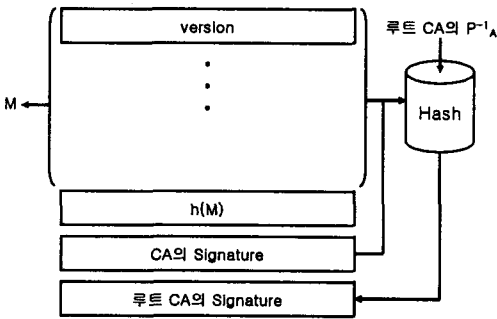 version
루트 CA의 P⁻¹A
M
Hash
h(M)
CA의 Signature
루트 CA의 Signature